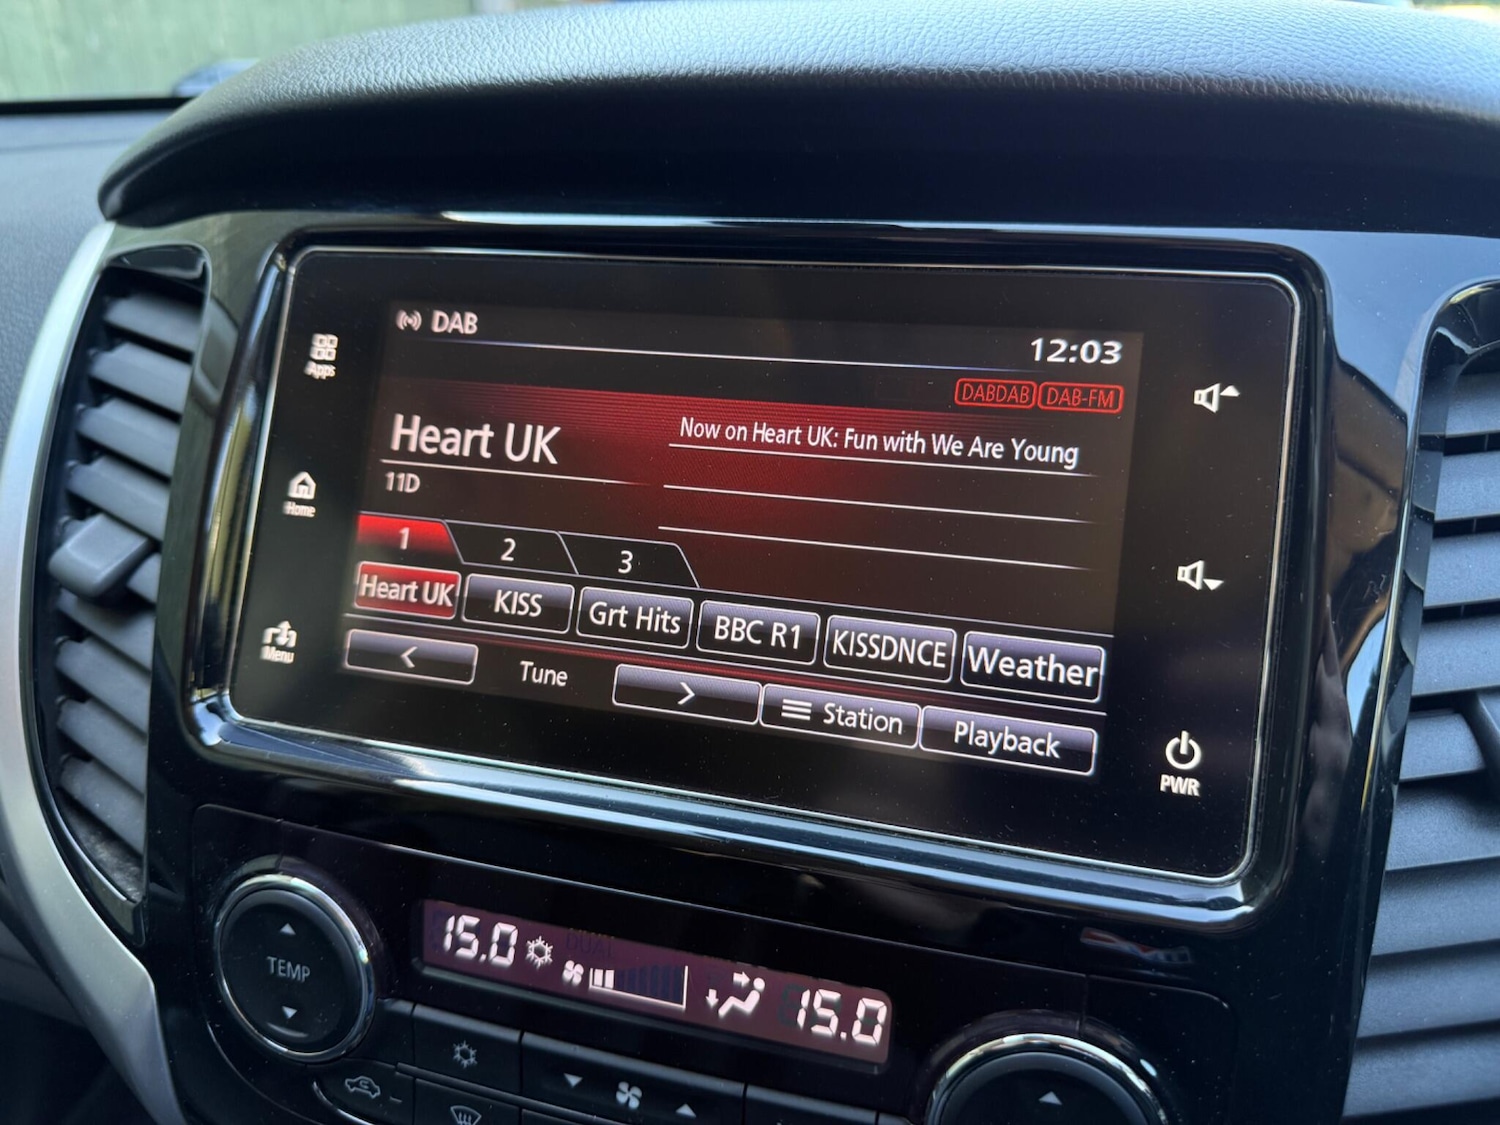 DAB
12:03
Apps
DABDAB DAB-FM
Heart UK
Now on Heart UK: Fun with We Are Young
11D
Home
1 2 3
Heart UK KISS Grt Hits BBC R1 KISSDNCE Weather
Menu
< Tune > Station Playback
PWR
15.0 DUAL 15.0
TEMP